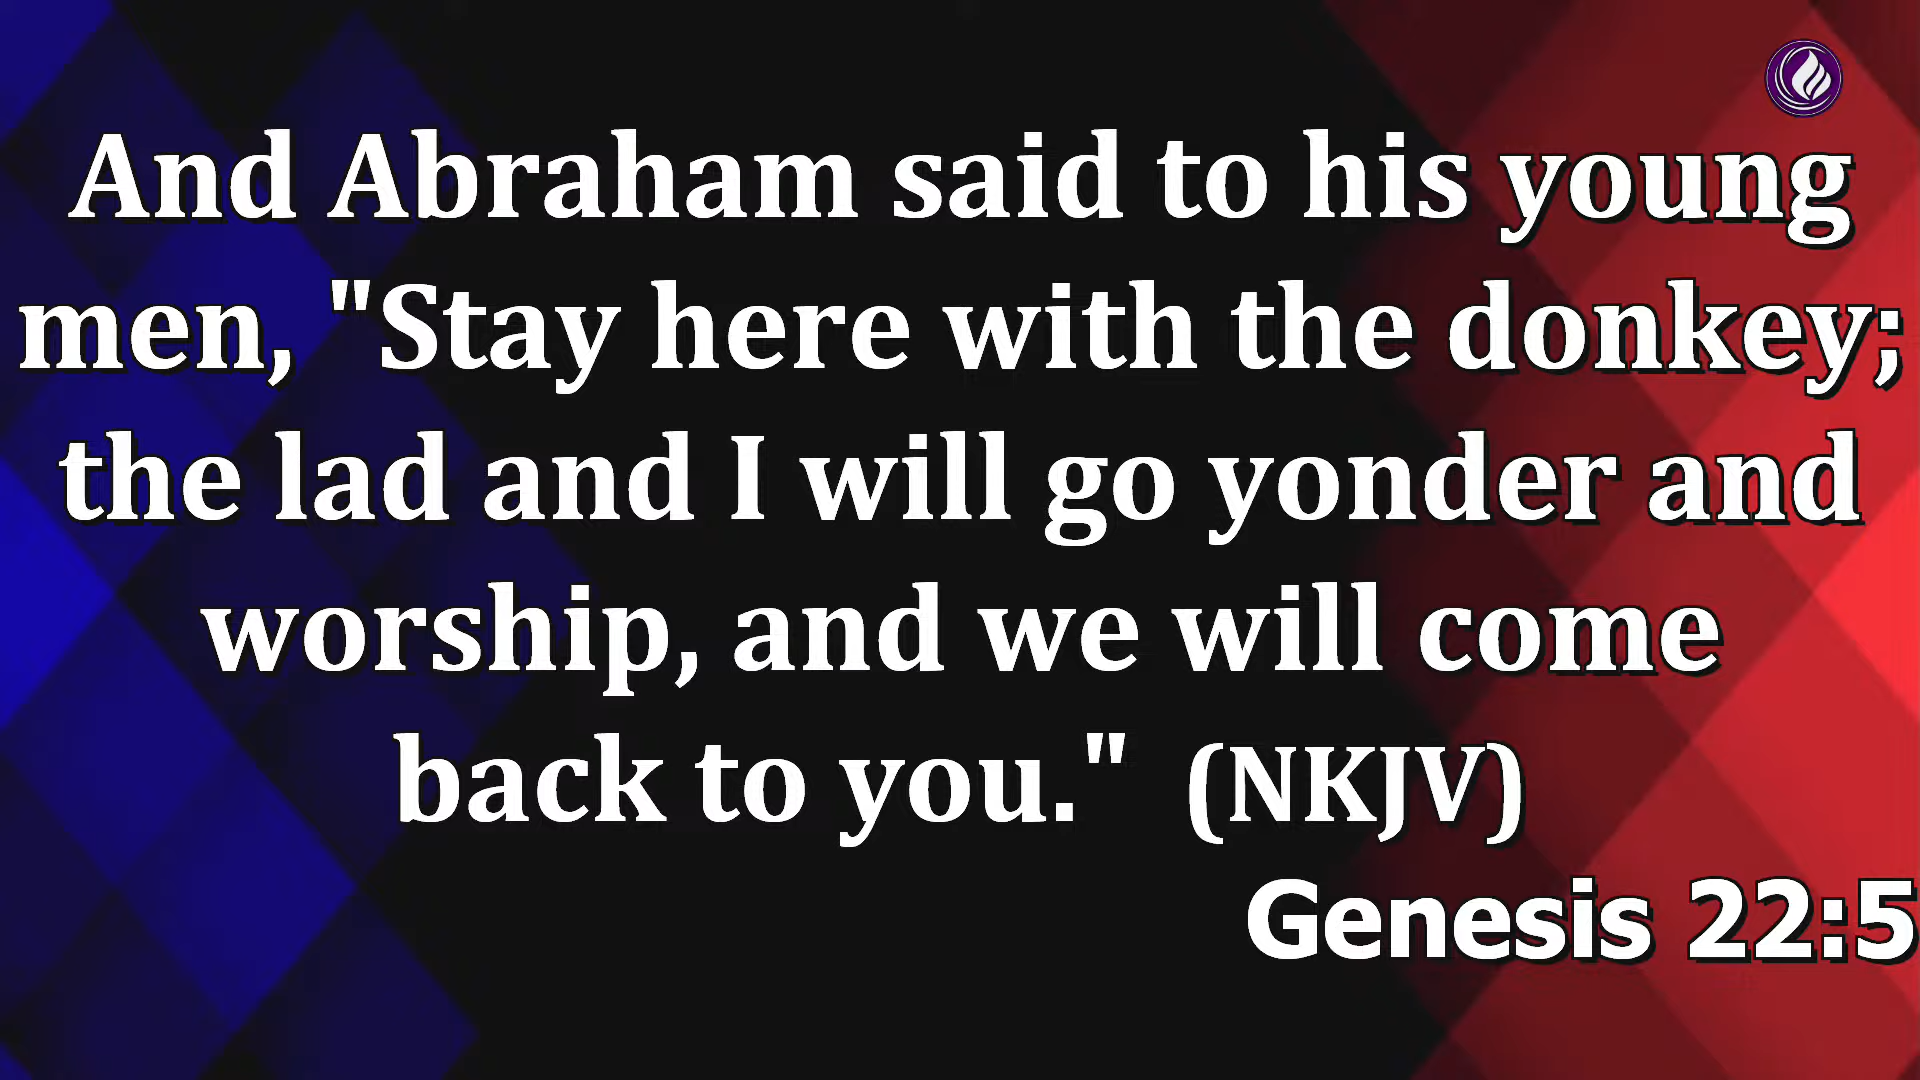 And Abraham said to his young
men, "Stay here with the donkey;
the lad and I will go yonder and
worship, and we will come
back to you."  (NKJV)
Genesis 22:5